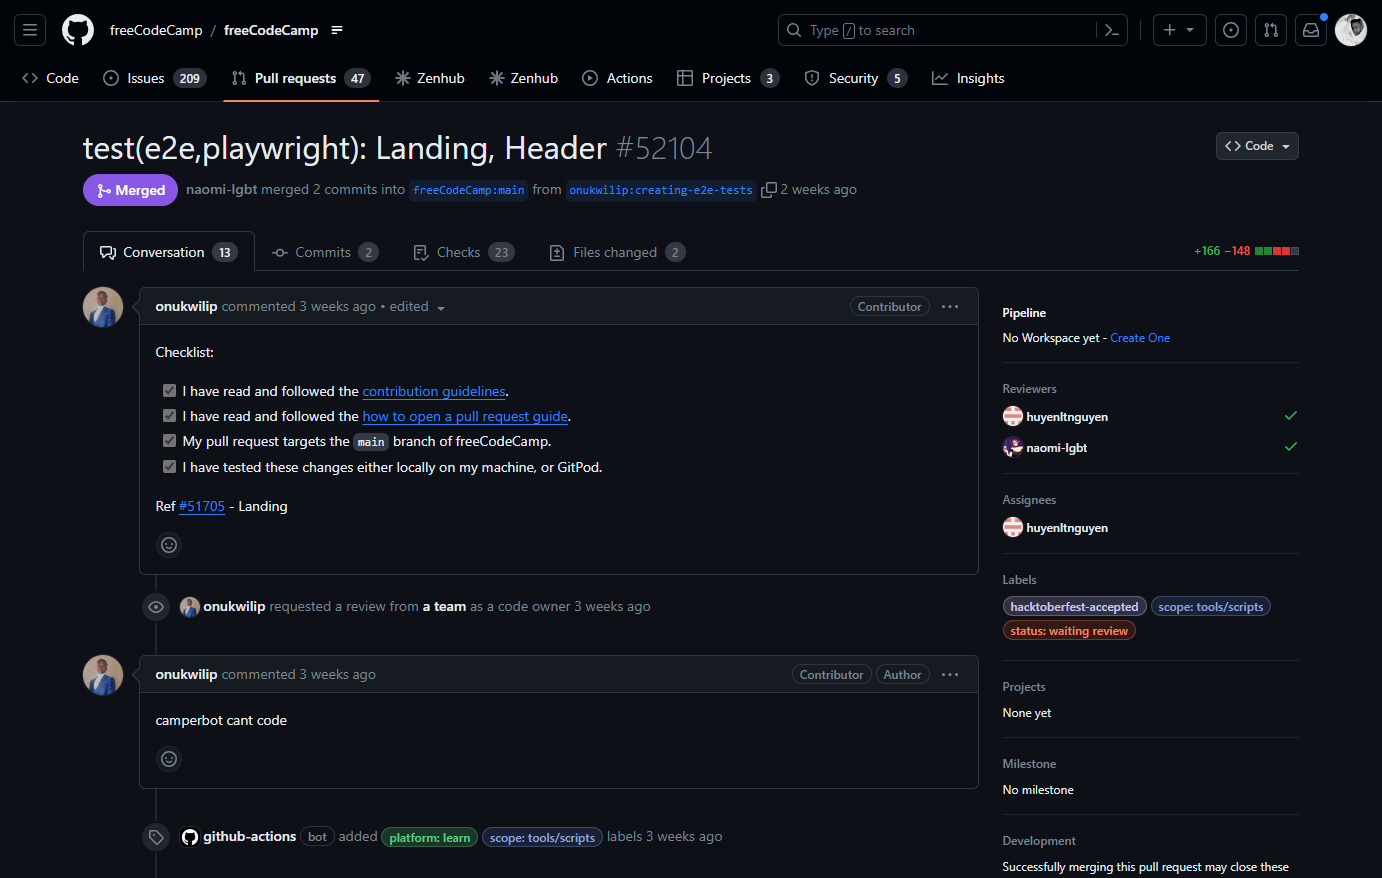 freeCodeCamp / freeCodeCamp
Type / to search
Code
Issues 209
Pull requests 47
Zenhub
Zenhub
Actions
Projects 3
Security 5
Insights
test(e2e,playwright): Landing, Header #52104
Code
Merged
naomi-lgbt merged 2 commits into freeCodeCamp:main from onukwilip:creating-e2e-tests 2 weeks ago
Conversation 13
Commits 2
Checks 23
Files changed 2
+166 −148
onukwilip commented 3 weeks ago • edited
Contributor
Checklist:
I have read and followed the contribution guidelines.
I have read and followed the how to open a pull request guide.
My pull request targets the main branch of freeCodeCamp.
I have tested these changes either locally on my machine, or GitPod.
Ref #51705 - Landing
onukwilip requested a review from a team as a code owner 3 weeks ago
onukwilip commented 3 weeks ago
Contributor
Author
camperbot cant code
github-actions bot added platform: learn scope: tools/scripts labels 3 weeks ago
Pipeline
No Workspace yet - Create One
Reviewers
huyenltnguyen
naomi-lgbt
Assignees
huyenltnguyen
Labels
hacktoberfest-accepted
scope: tools/scripts
status: waiting review
Projects
None yet
Milestone
No milestone
Development
Successfully merging this pull request may close these